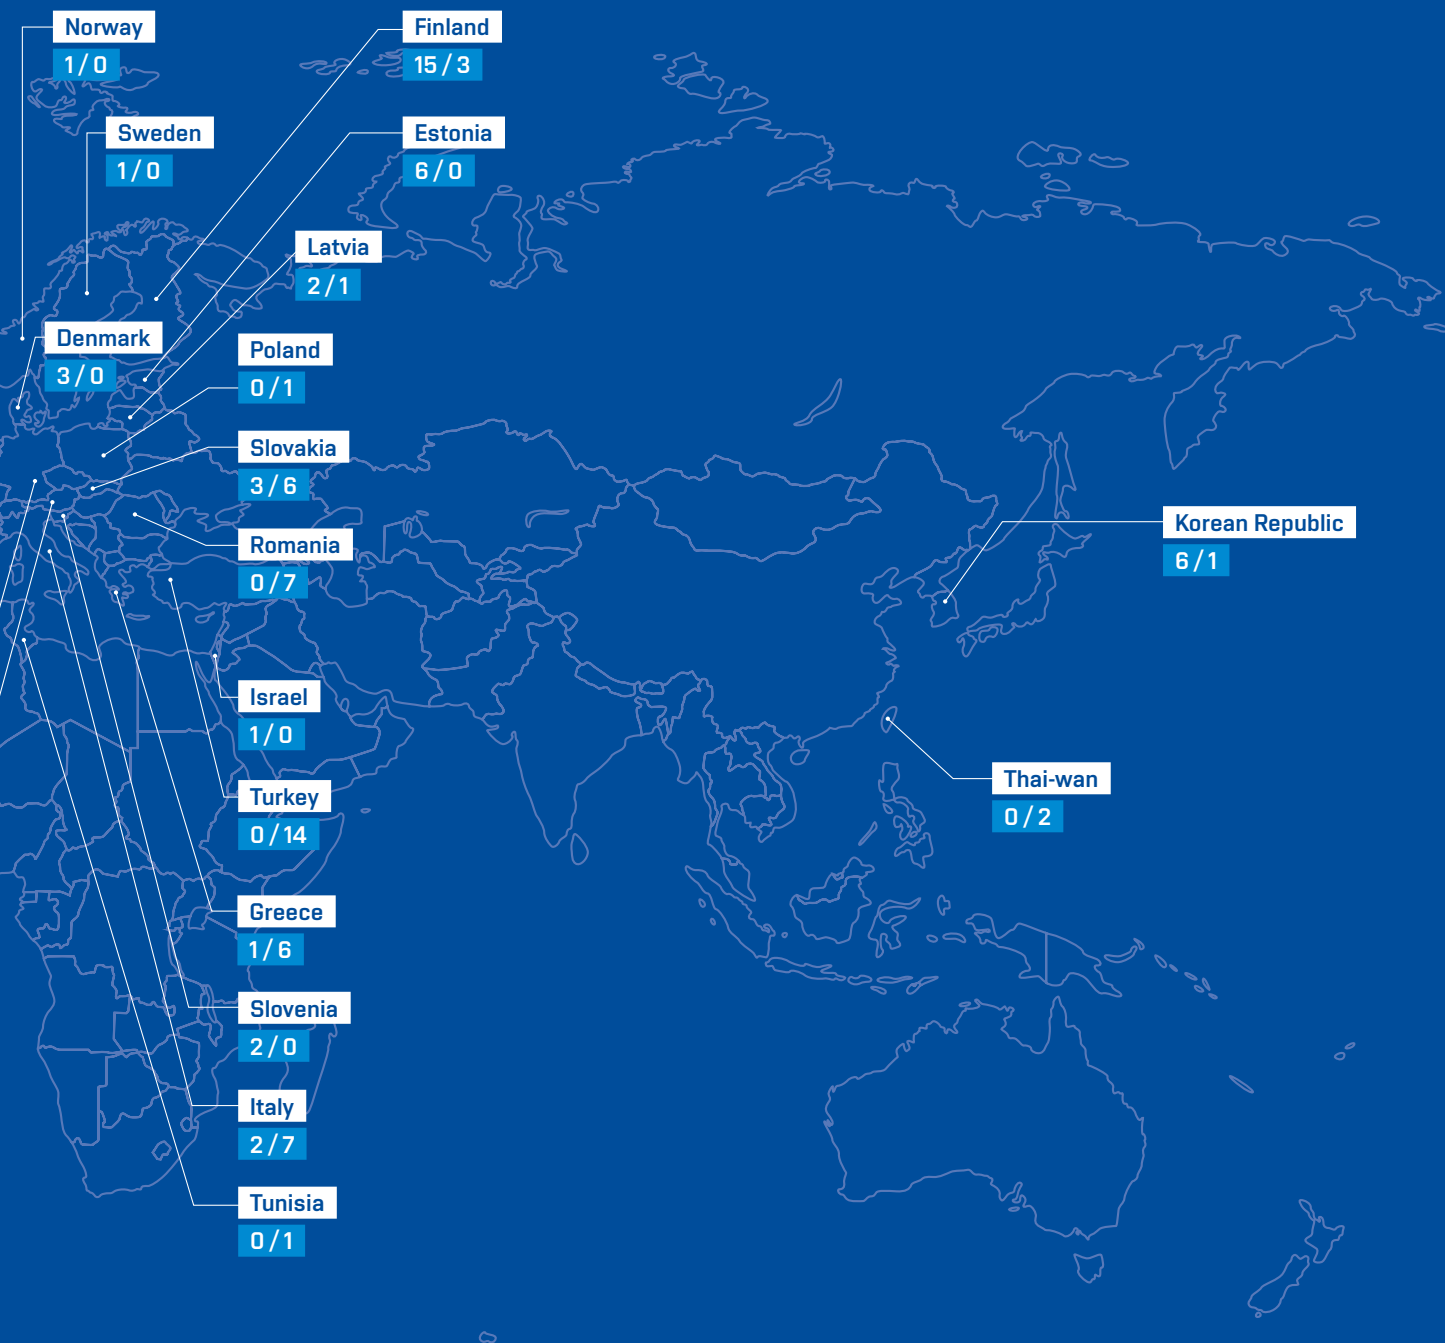 Norway
1 / 0
Finland
15 / 3
Sweden
1 / 0
Estonia
6 / 0
Latvia
2 / 1
Denmark
3 / 0
Poland
0 / 1
Slovakia
3 / 6
Romania
0 / 7
Korean Republic
6 / 1
Israel
1 / 0
Thai-wan
0 / 2
Turkey
0 / 14
Greece
1 / 6
Slovenia
2 / 0
Italy
2 / 7
Tunisia
0 / 1